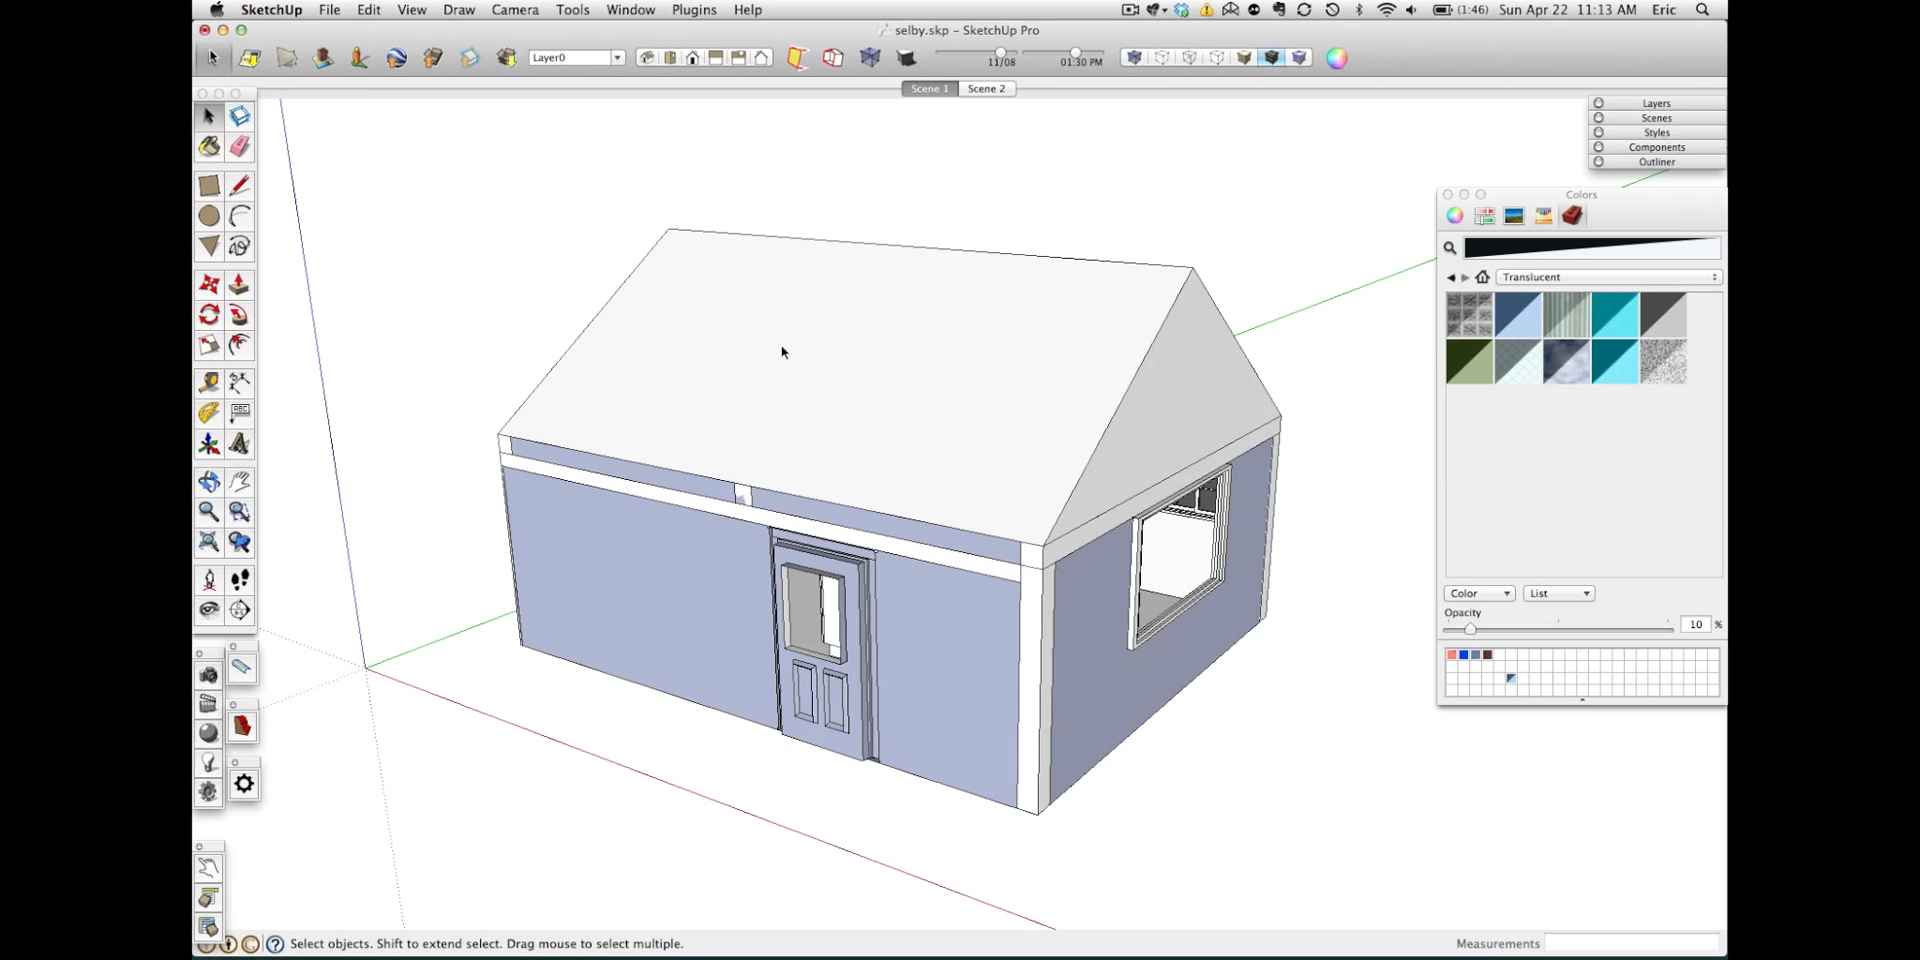 SketchUp File Edit View Draw Camera Tools Window Plugins Help (1:46) Sun Apr 22 11:13 AM Eric
selby.skp - SketchUp Pro
Layer0 11/08 01:30 PM
Scene 1 Scene 2
Layers
Scenes
Styles
Components
Outliner
Colors
Translucent
ABC
Color List
Opacity
10 %
Select objects. Shift to extend select. Drag mouse to select multiple.
Measurements